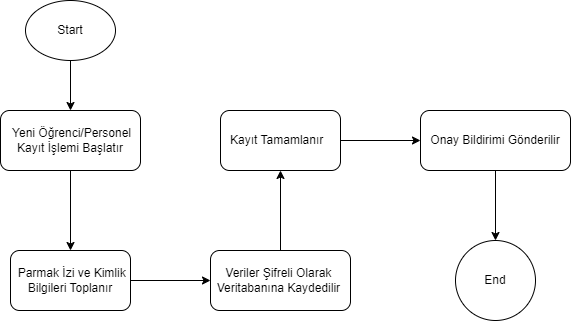 Start
Yeni Öğrenci/Personel
Kayıt İşlemi Başlatır
Parmak İzi ve Kimlik
Bilgileri Toplanır
Veriler Şifreli Olarak
Veritabanına Kaydedilir
Kayıt Tamamlanır
Onay Bildirimi Gönderilir
End